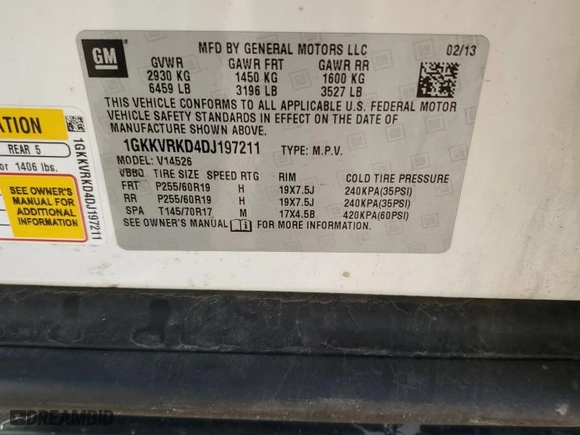 GM
MFD BY GENERAL MOTORS LLC 02/13
GVWR GAWR FRT GAWR RR
2930 KG 1450 KG 1600 KG
6459 LB 3196 LB 3527 LB
THIS VEHICLE CONFORMS TO ALL APPLICABLE U.S. FEDERAL MOTOR
VEHICLE SAFETY STANDARDS IN EFFECT ON THE DATE OF
MANUFACTURE SHOWN ABOVE.
1GKKVRKD4DJ197211 TYPE: M.P.V.
MODEL: V14526
VBBQ TIRE SIZE SPEED RTG RIM COLD TIRE PRESSURE
FRT P255/60R19 H 19X7.5J 240KPA(35PSI)
RR P255/60R19 H 19X7.5J 240KPA(35PSI)
SPA T145/70R17 M 17X4.5B 420KPA(60PSI)
SEE OWNER'S MANUAL FOR MORE INFORMATION.
REAR 5
or 1406 lbs.
SEE OWNER'S
MANUAL FOR
ADDITIONAL
INFORMATION
1GKKVRKD4DJ197211
DREAMBID